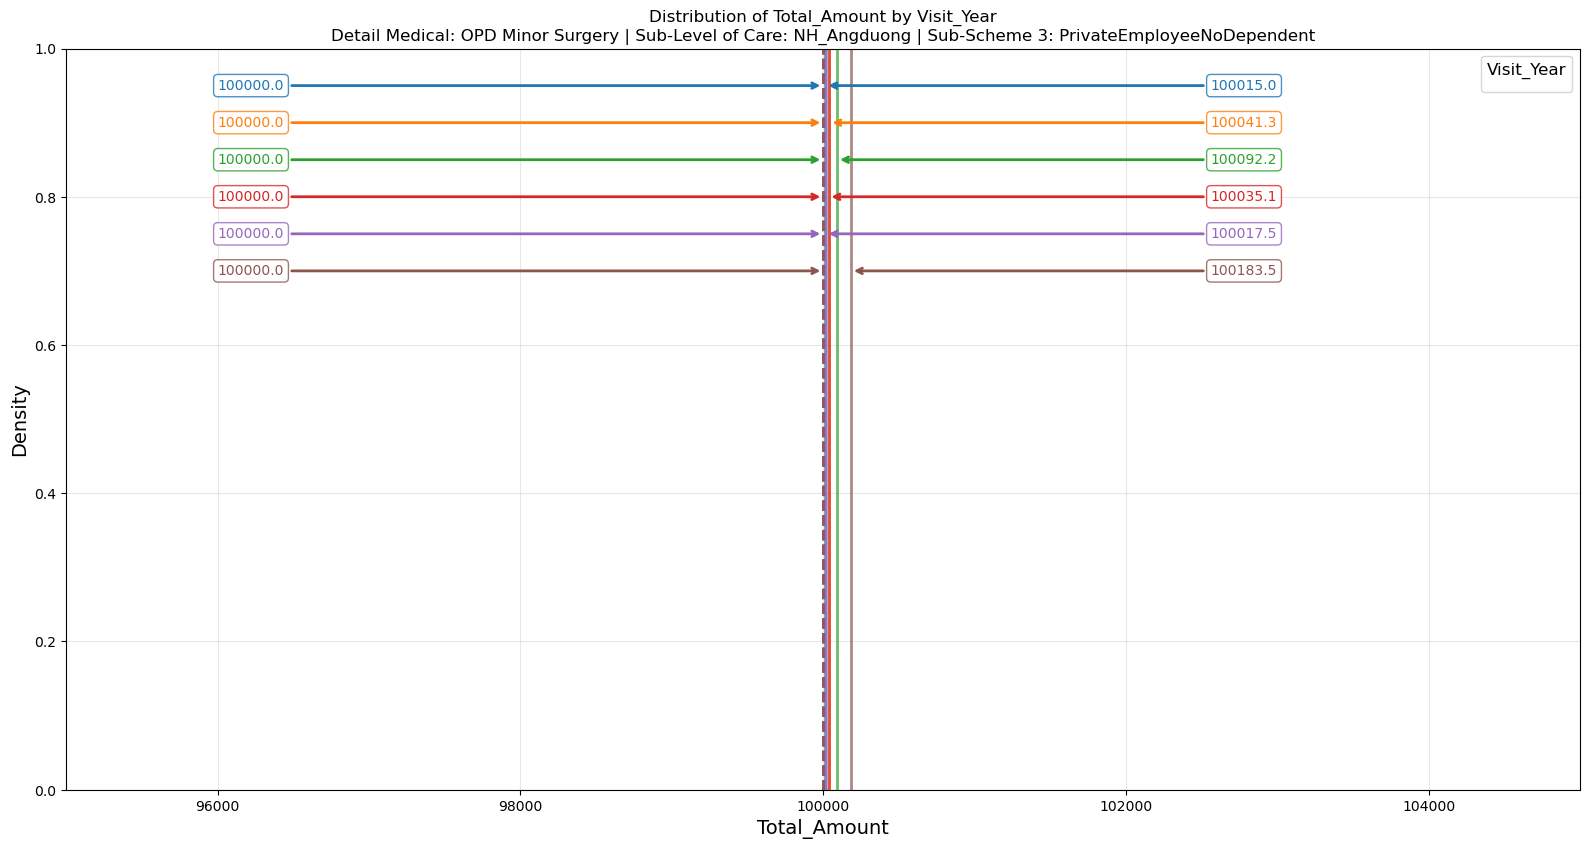 Distribution of Total_Amount by Visit_Year
Detail Medical: OPD Minor Surgery | Sub-Level of Care: NH_Angduong | Sub-Scheme 3: PrivateEmployeeNoDependent
Visit_Year
1.0
0.8
0.6
0.4
0.2
0.0
Density
100000.0 100015.0
100000.0 100041.3
100000.0 100092.2
100000.0 100035.1
100000.0 100017.5
100000.0 100183.5
96000 98000 100000 102000 104000
Total_Amount